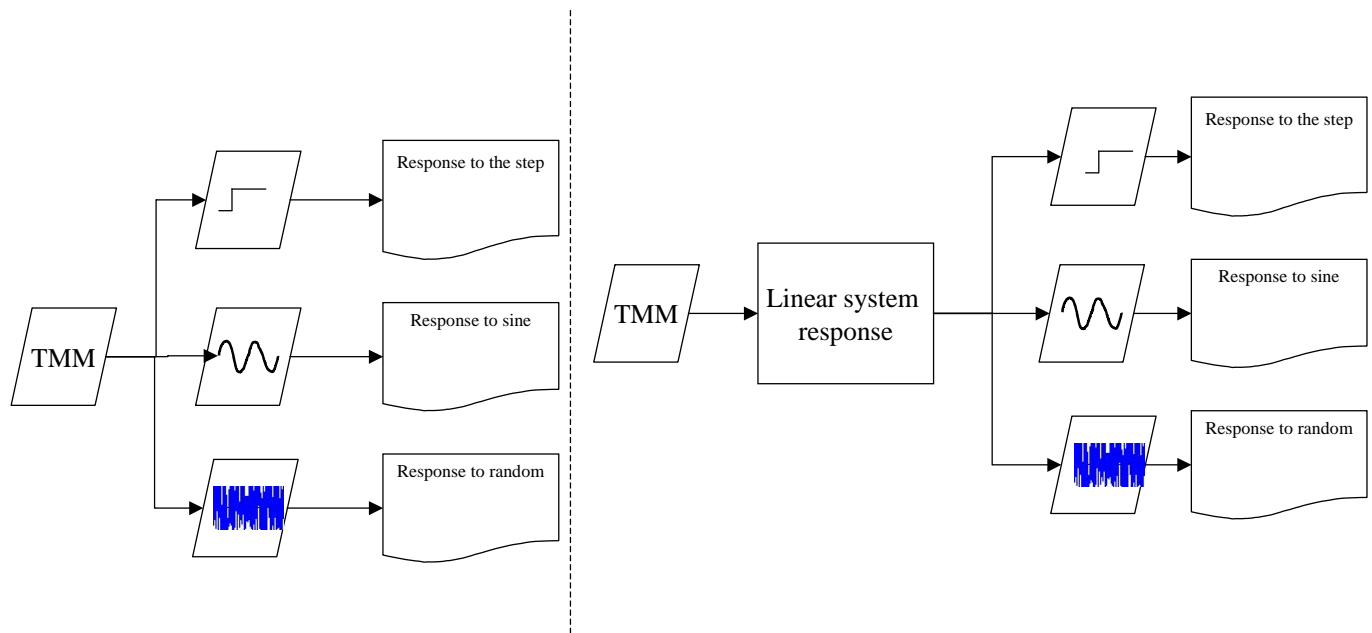 Response to the step
TMM
Response to sine
Response to random
TMM
Linear system
response
Response to the step
Response to sine
Response to random